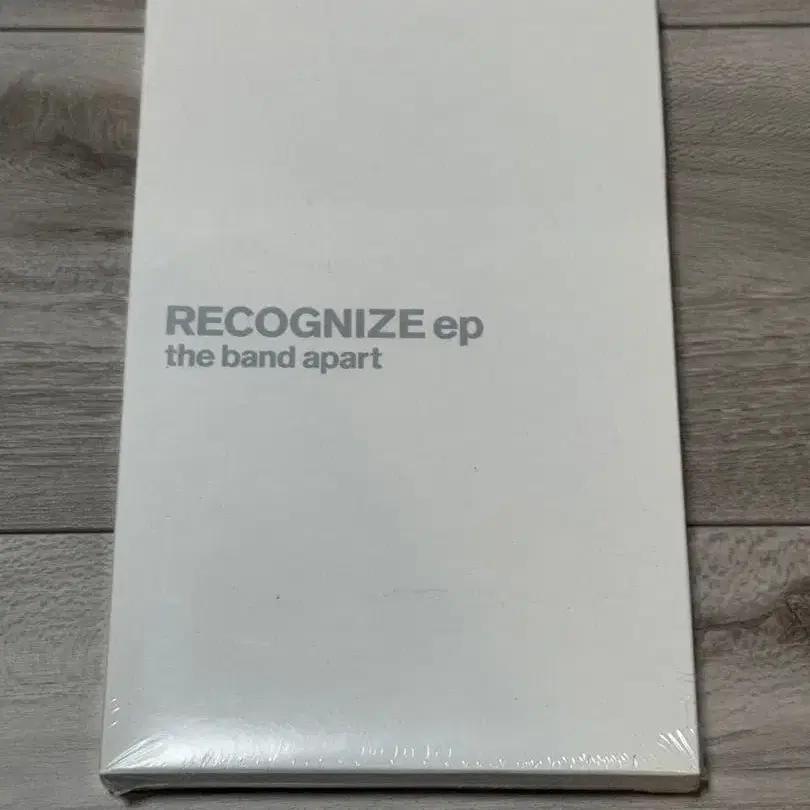 RECOGNIZE ep
the band apart